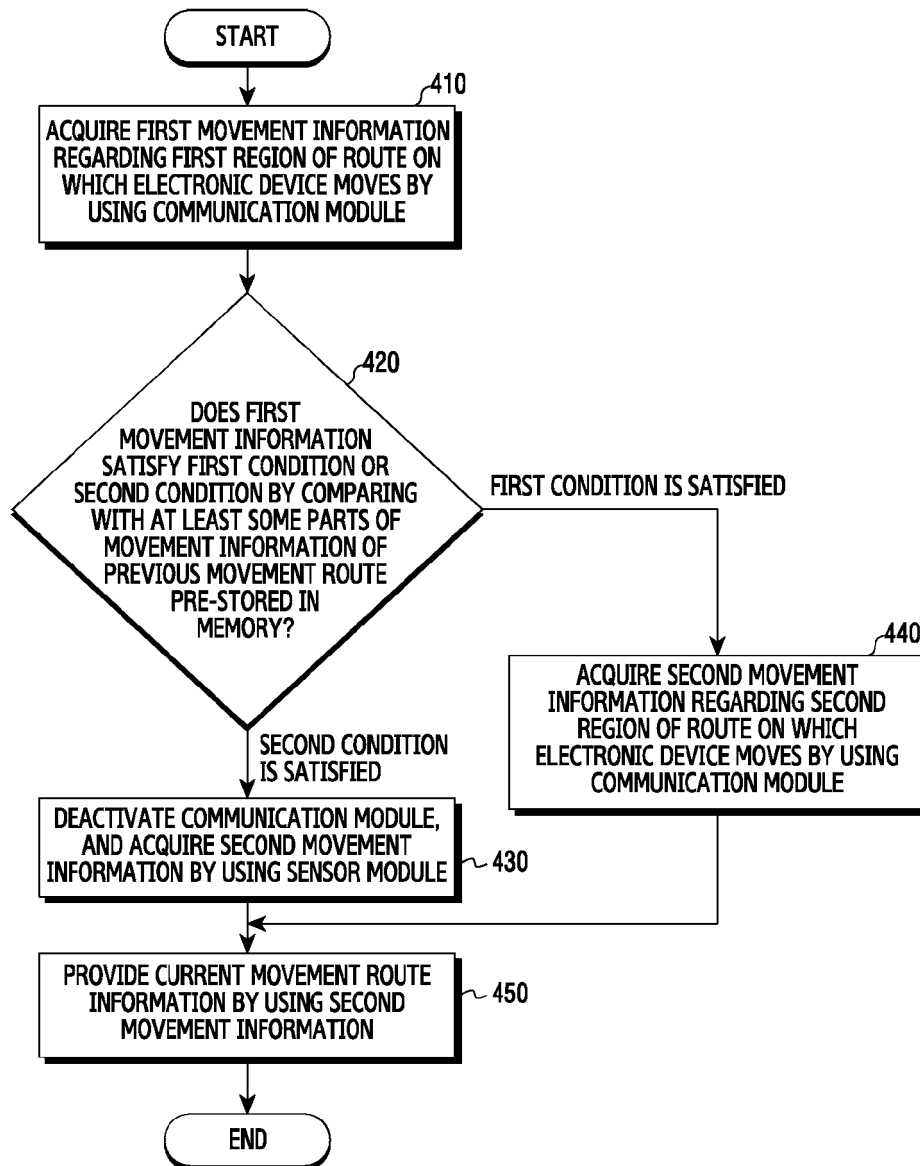 START
410
ACQUIRE FIRST MOVEMENT INFORMATION
REGARDING FIRST REGION OF ROUTE ON
WHICH ELECTRONIC DEVICE MOVES BY
USING COMMUNICATION MODULE
420
DOES FIRST
MOVEMENT INFORMATION
SATISFY FIRST CONDITION OR
SECOND CONDITION BY COMPARING
WITH AT LEAST SOME PARTS OF
MOVEMENT INFORMATION OF
PREVIOUS MOVEMENT ROUTE
PRE-STORED IN
MEMORY?
FIRST CONDITION IS SATISFIED
440
ACQUIRE SECOND MOVEMENT
INFORMATION REGARDING SECOND
REGION OF ROUTE ON WHICH
ELECTRONIC DEVICE MOVES BY USING
COMMUNICATION MODULE
SECOND CONDITION
IS SATISFIED
DEACTIVATE COMMUNICATION MODULE,
AND ACQUIRE SECOND MOVEMENT
INFORMATION BY USING SENSOR MODULE
430
PROVIDE CURRENT MOVEMENT ROUTE
INFORMATION BY USING SECOND
MOVEMENT INFORMATION
450
END